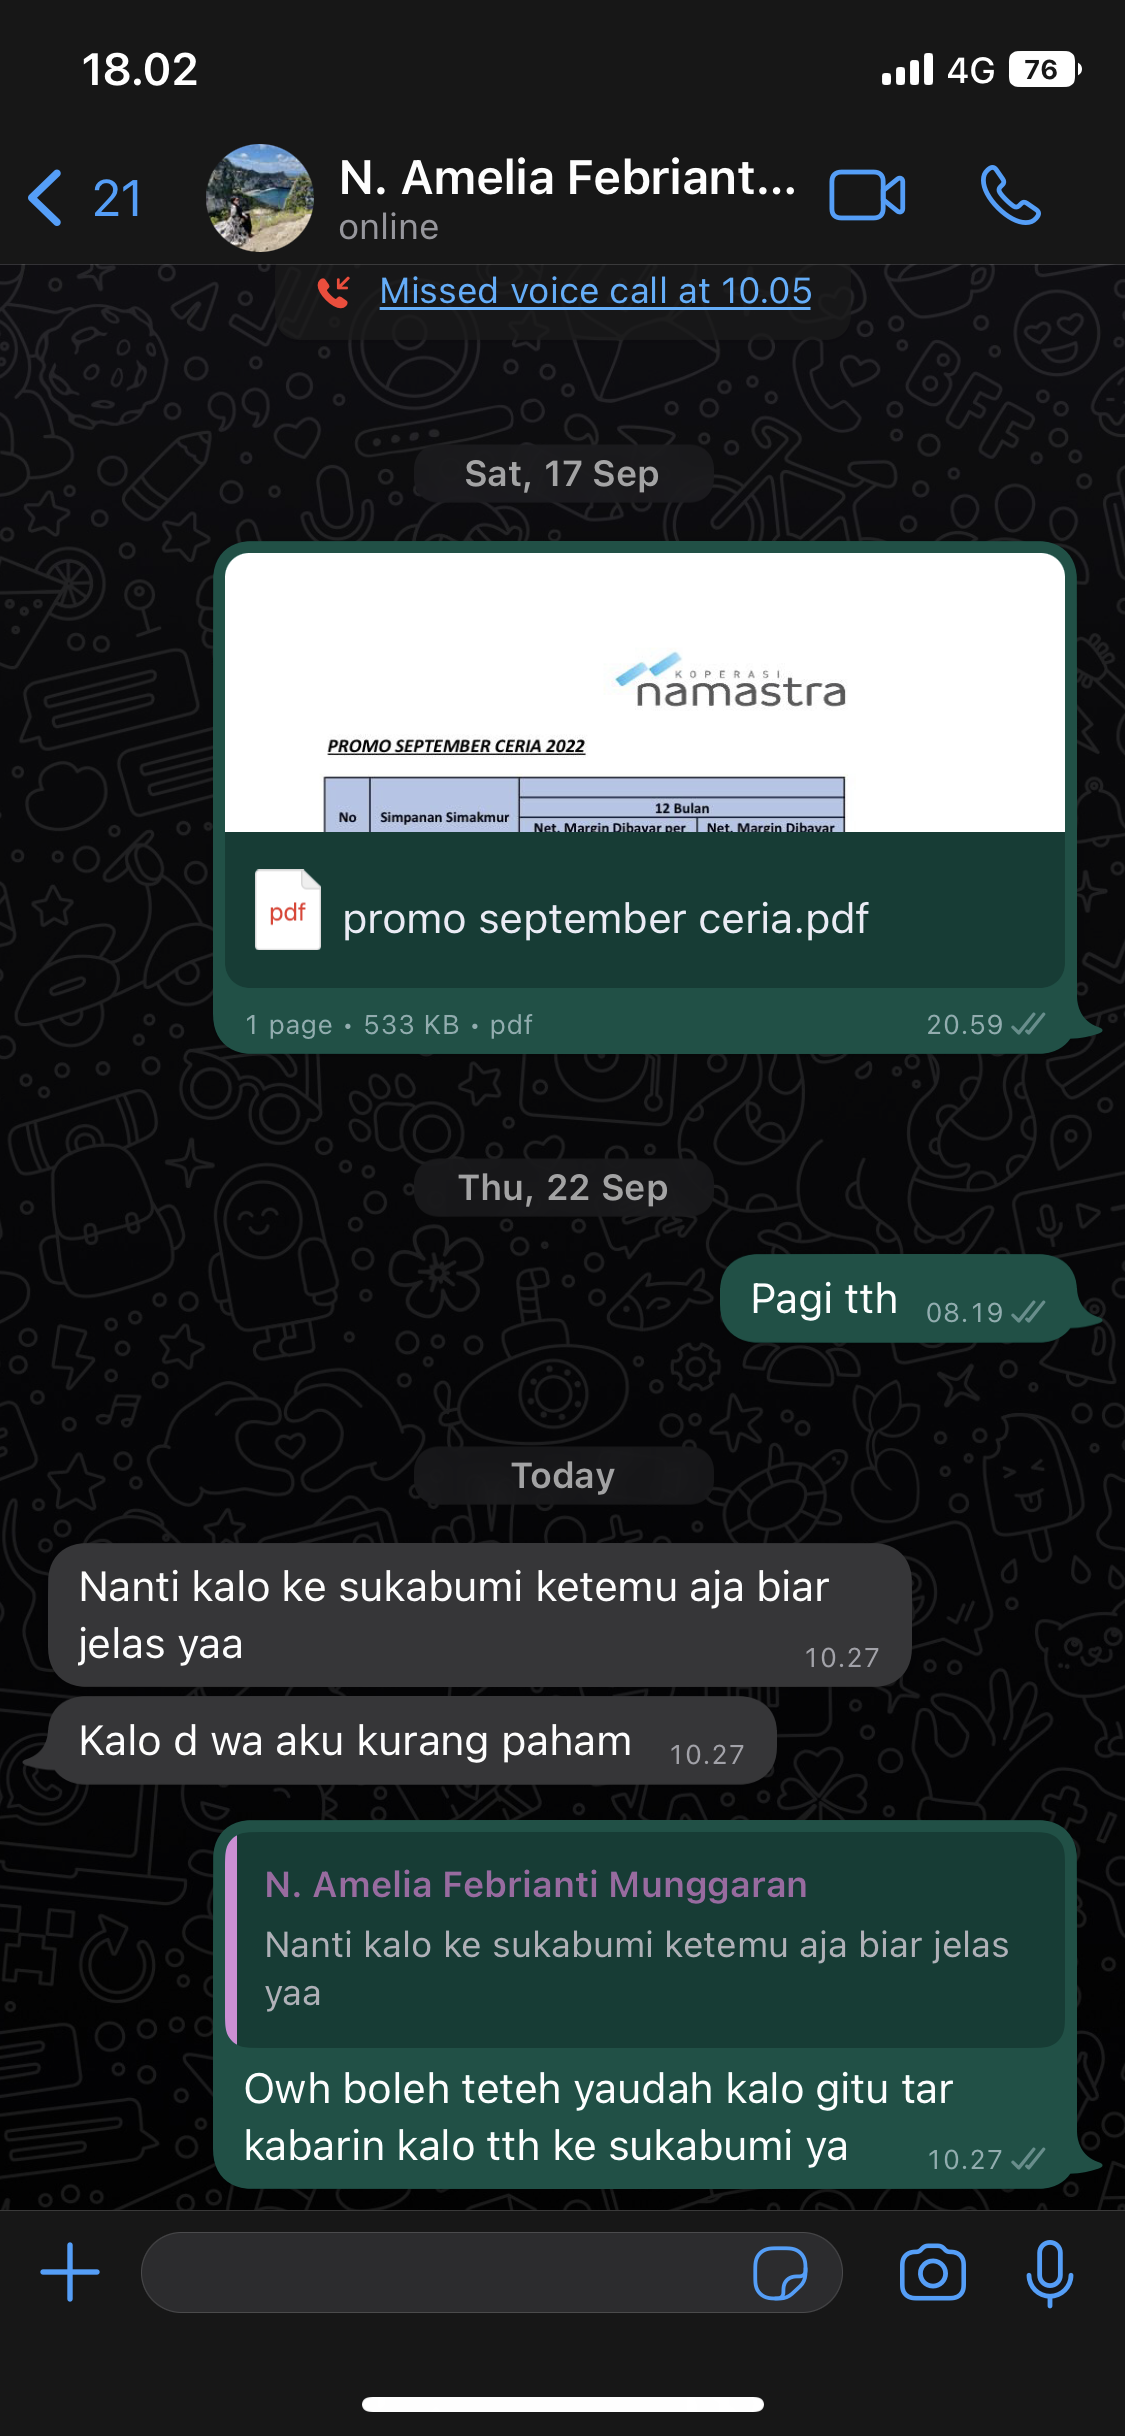 18.02
4G 76
21
N. Amelia Febriant...
online
Missed voice call at 10.05
BFF
Sat, 17 Sep
KOPERASI
namastra
PROMO SEPTEMBER CERIA 2022
12 Bulan
No Simpanan Simakmur
Net. Margin Dibayar per Net. Margin Dibayar
pdf
promo september ceria.pdf
1 page • 533 KB • pdf 20.59
Thu, 22 Sep
Pagi tth 08.19
Today
Nanti kalo ke sukabumi ketemu aja biar
jelas yaa 10.27
Kalo d wa aku kurang paham 10.27
N. Amelia Febrianti Munggaran
Nanti kalo ke sukabumi ketemu aja biar jelas
yaa
Owh boleh teteh yaudah kalo gitu tar
kabarin kalo tth ke sukabumi ya 10.27